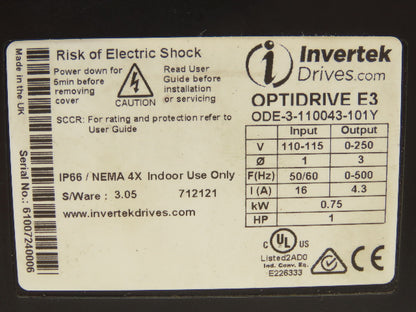 Risk of Electric Shock
Power down for
5min before
removing
cover
CAUTION
Read User
Guide before
installation
or servicing
SCCR: For rating and protection refer to
User Guide
IP66 / NEMA 4X Indoor Use Only
S/Ware : 3.05 712121
www.invertekdrives.com
Made in the UK
Serial No.: 61007240006
i Invertek
Drives.com
OPTIDRIVE E3
ODE-3-110043-101Y
Input Output
V 110-115 0-250
Ø 1 3
F(Hz) 50/60 0-500
I (A) 16 4.3
kW 0.75
HP 1
C UL US
Listed2AD0
Ind. Conv. Eq.
E226333
CE